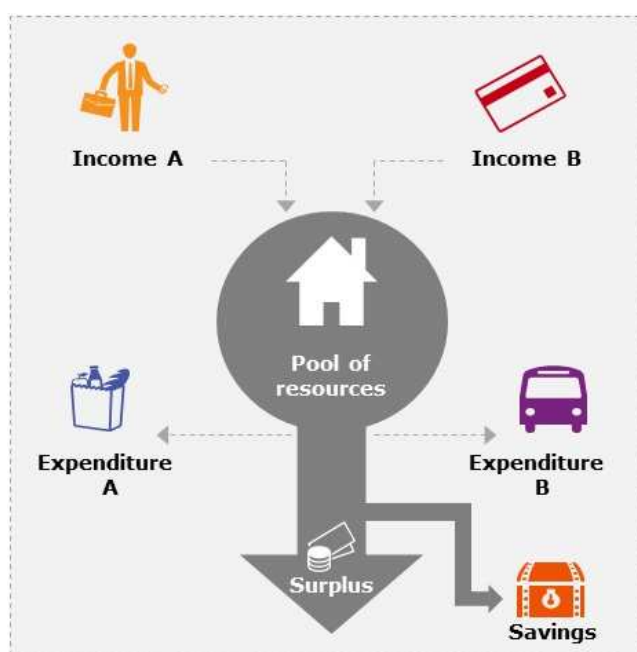 Income A
Income B
Pool of
resources
Expenditure
A
Expenditure
B
Surplus
Savings